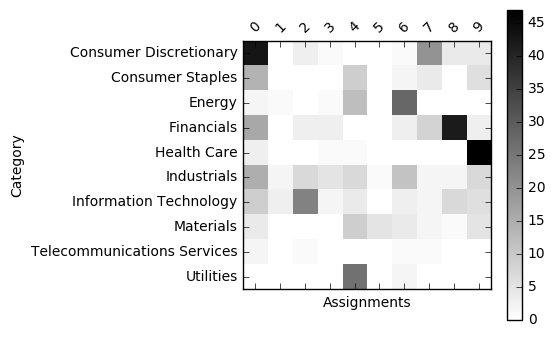 0 1 2 3 4 5 6 7 8 9
Consumer Discretionary
Consumer Staples
Energy
Financials
Health Care
Industrials
Information Technology
Materials
Telecommunications Services
Utilities
Category
Assignments
45
40
35
30
25
20
15
10
5
0